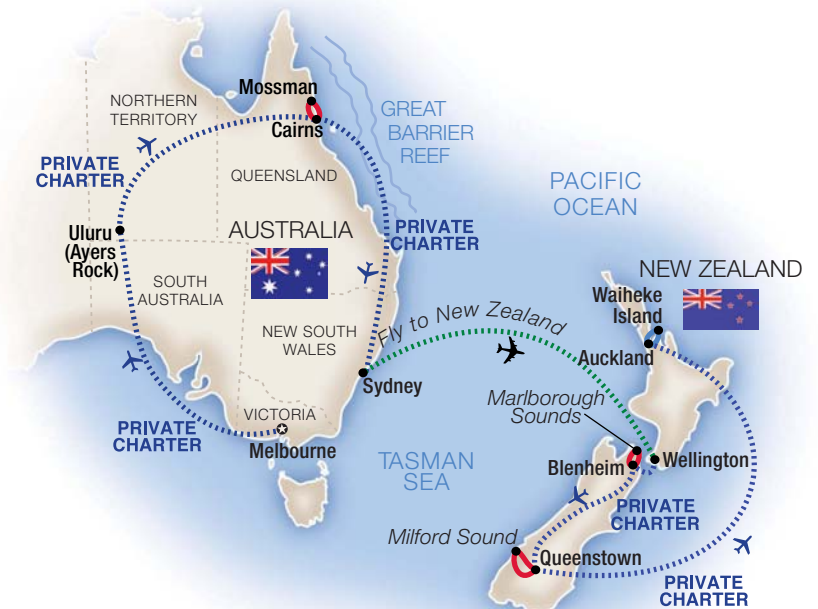 Mossman
NORTHERN
TERRITORY
Cairns
GREAT
BARRIER
REEF
PRIVATE
CHARTER
QUEENSLAND
PACIFIC
OCEAN
Uluru
(Ayers
Rock)
AUSTRALIA
PRIVATE
CHARTER
SOUTH
AUSTRALIA
NEW ZEALAND
Waiheke
Island
Auckland
NEW SOUTH
WALES
Fly to New Zealand
Sydney
Marlborough
Sounds
PRIVATE
CHARTER
VICTORIA
Melbourne
TASMAN
SEA
Blenheim
Wellington
PRIVATE
CHARTER
Milford Sound
Queenstown
PRIVATE
CHARTER